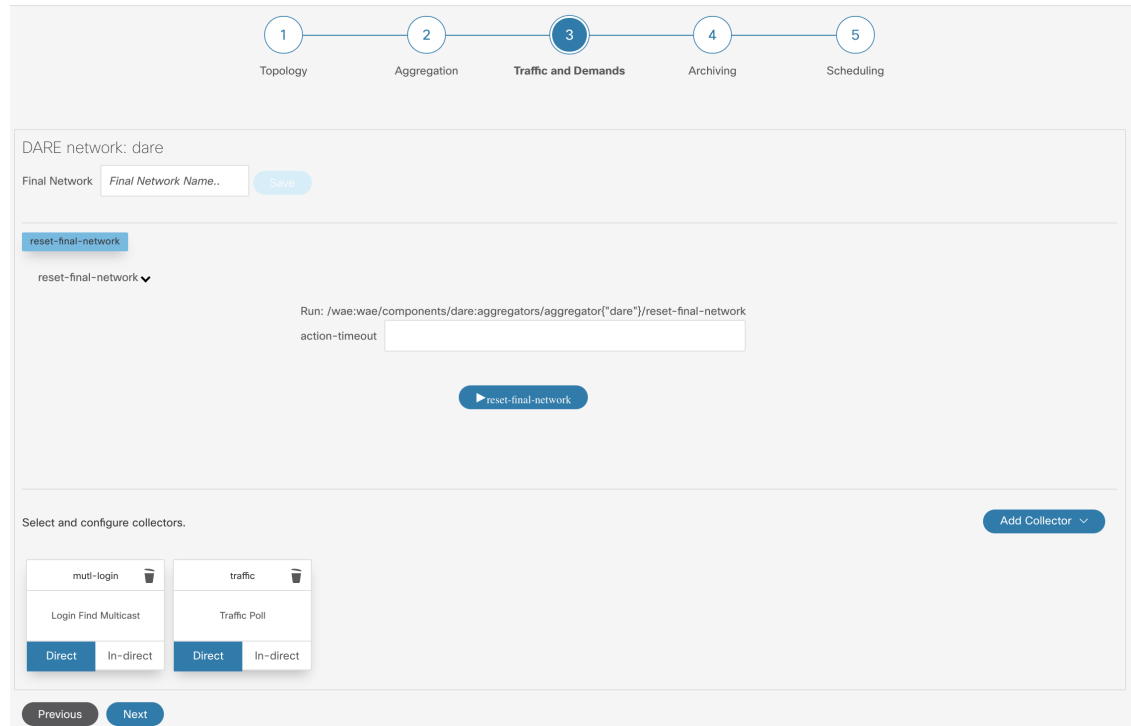 1 2 3 4 5
Topology Aggregation Traffic and Demands Archiving Scheduling
DARE network: dare
Final Network Final Network Name.. Save
reset-final-network
reset-final-network
Run: /wae:wae/components/dare:aggregators/aggregator{"dare"}/reset-final-network
action-timeout
reset-final-network
Select and configure collectors. Add Collector
mutl-login traffic
Login Find Multicast Traffic Poll
Direct In-direct Direct In-direct
Previous Next